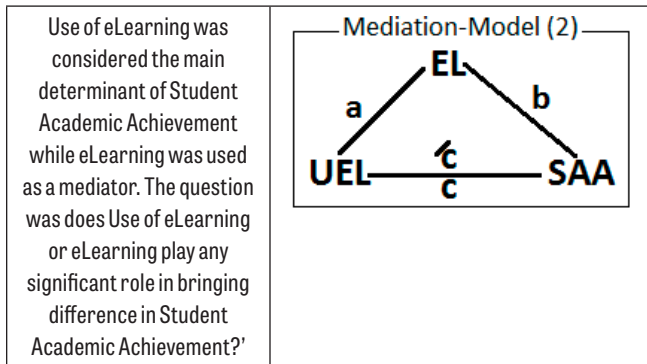 Use of eLearning was
considered the main
determinant of Student
Academic Achievement
while eLearning was used
as a mediator. The question
was does Use of eLearning
or eLearning play any
significant role in bringing
difference in Student
Academic Achievement?'
Mediation-Model (2)
EL
a
b
c̷
UEL
SAA
c